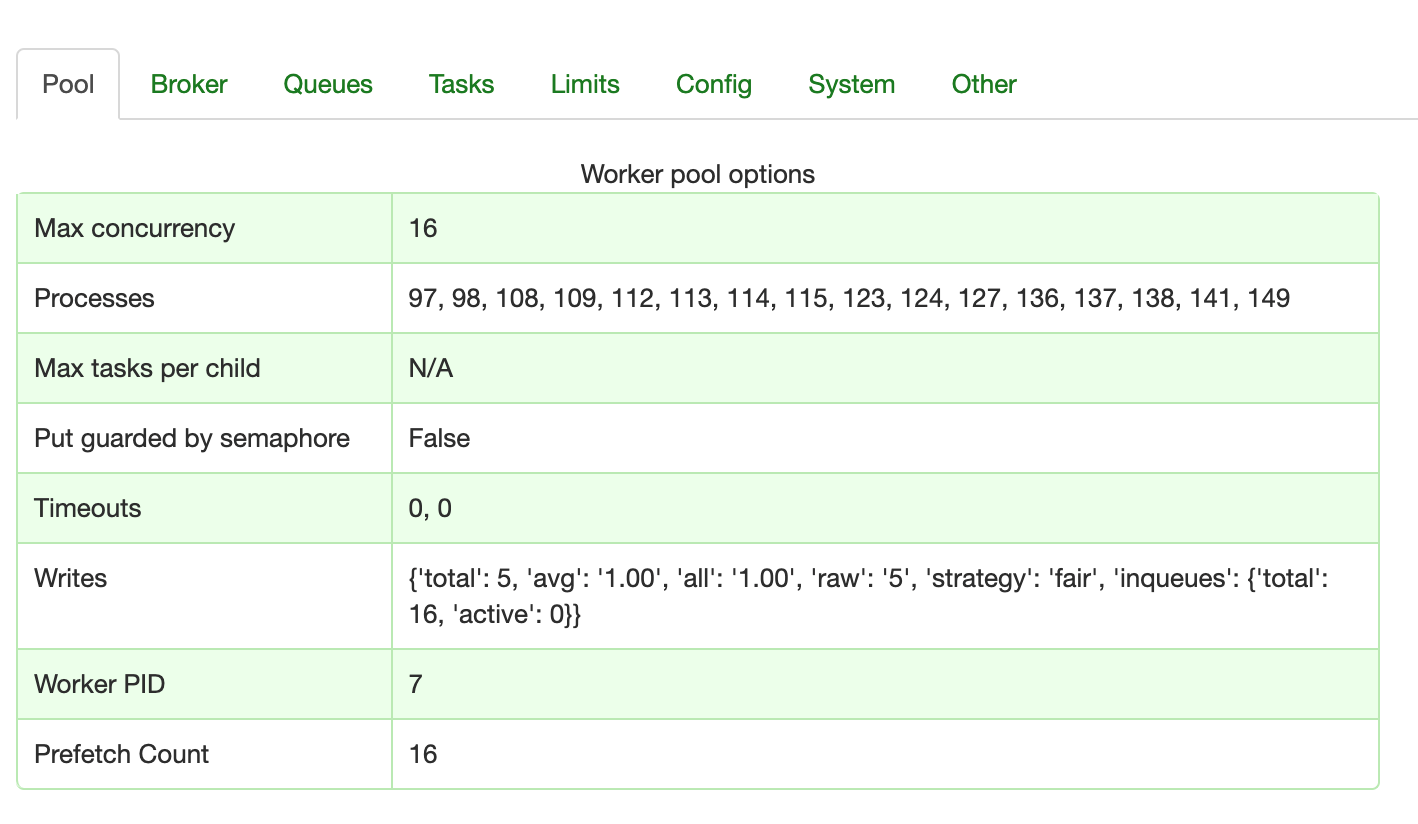 Pool Broker Queues Tasks Limits Config System Other
Worker pool options
Max concurrency 16
Processes 97, 98, 108, 109, 112, 113, 114, 115, 123, 124, 127, 136, 137, 138, 141, 149
Max tasks per child N/A
Put guarded by semaphore False
Timeouts 0, 0
Writes {'total': 5, 'avg': '1.00', 'all': '1.00', 'raw': '5', 'strategy': 'fair', 'inqueues': {'total':
16, 'active': 0}}
Worker PID 7
Prefetch Count 16